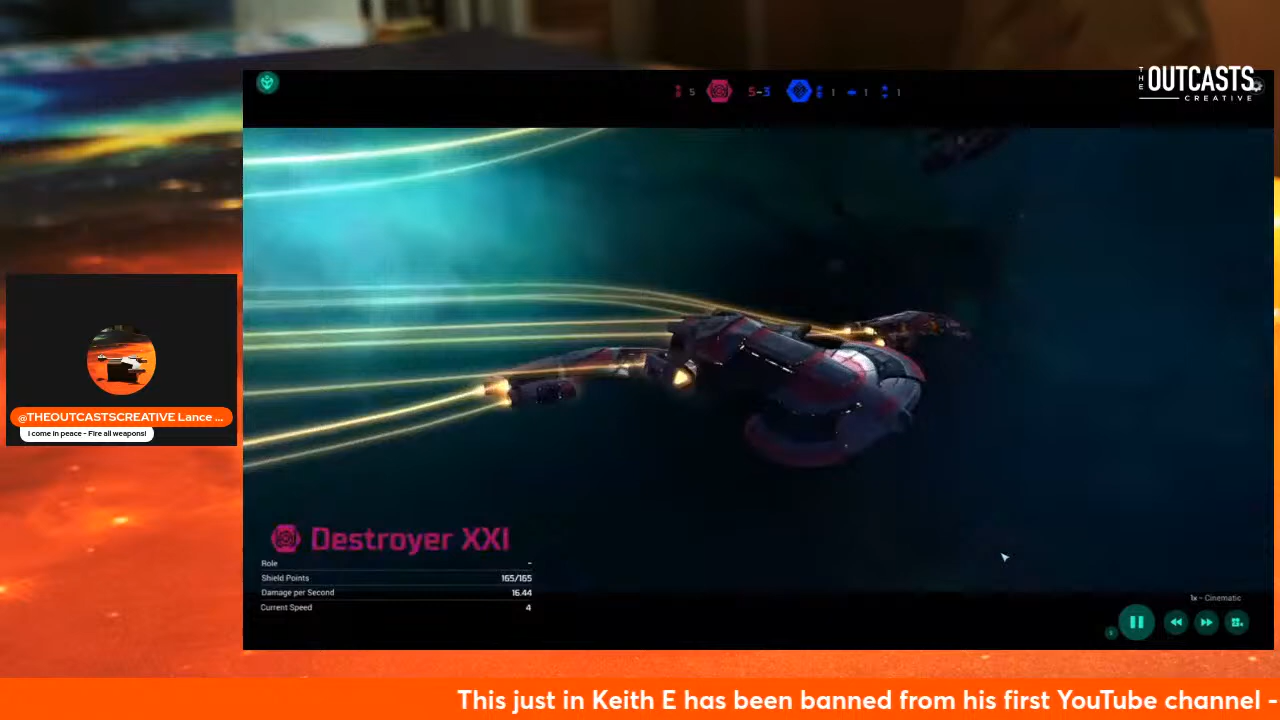 THE OUTCASTS
CREATIVE
5 5-3 1 1 1
@THEOUTCASTSCREATIVE Lance ...
I come in peace - Fire all weapons!
Destroyer XXI
Role -
Shield Points 165/165
Damage per Second 16.44
Current Speed 4
1x - Cinematic
This just in Keith E has been banned from his first YouTube channel -